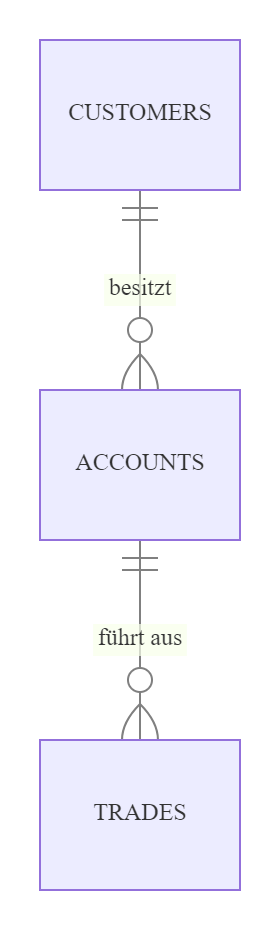 CUSTOMERS
besitzt
ACCOUNTS
führt aus
TRADES